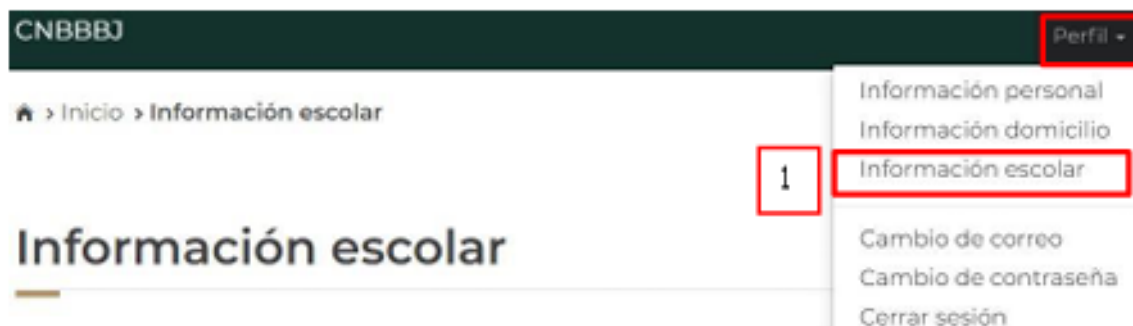 CNBBBJ
Perfil
> Inicio > Información escolar
Información personal
Información domicilio
1
Información escolar
Información escolar
Cambio de correo
Cambio de contraseña
Cerrar sesión